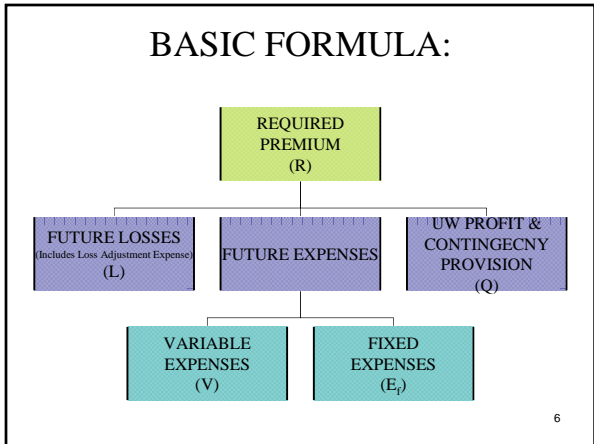 BASIC FORMULA:
REQUIRED
PREMIUM
(R)
FUTURE LOSSES
(Includes Loss Adjustment Expense)
(L)
FUTURE EXPENSES
UW PROFIT &
CONTINGECNY
PROVISION
(Q)
VARIABLE
EXPENSES
(V)
FIXED
EXPENSES
(Ef)
6